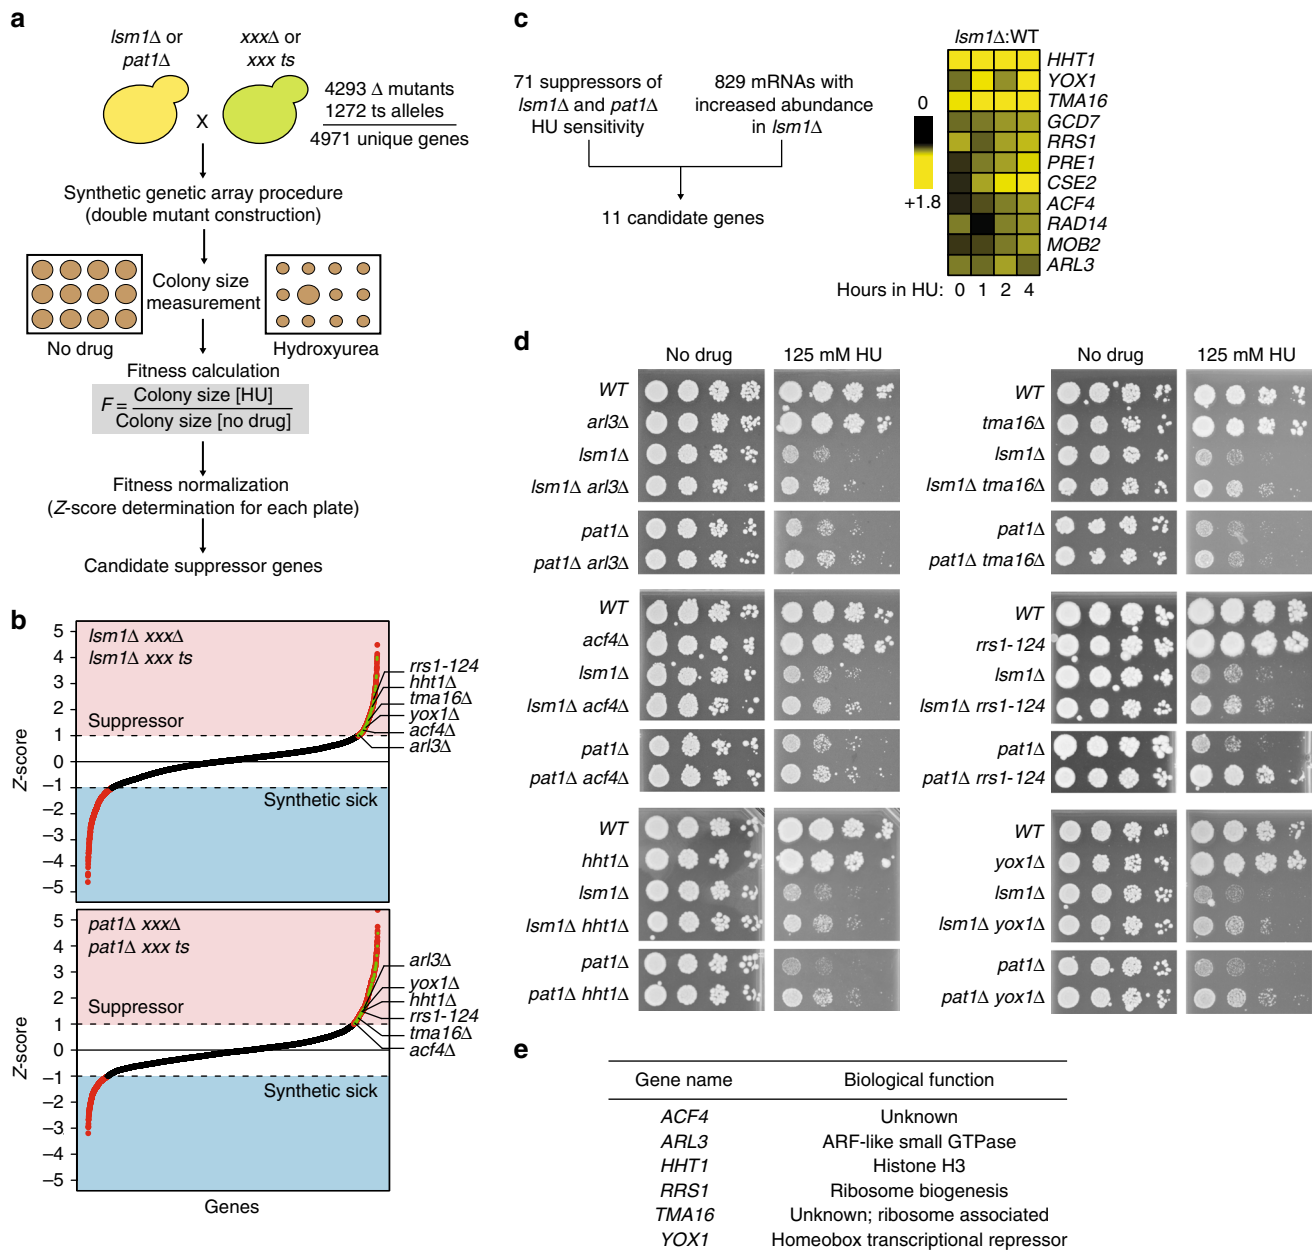 a
lsm1Δ or
pat1Δ
xxxΔ or
xxx ts
X
4293 Δ mutants
1272 ts alleles
4971 unique genes
Synthetic genetic array procedure
(double mutant construction)
Colony size
measurement
No drug
Hydroxyurea
Fitness calculation
F = Colony size [HU]
Colony size [no drug]
Fitness normalization
(Z-score determination for each plate)
Candidate suppressor genes
b
lsm1Δ xxxΔ
lsm1Δ xxx ts
Suppressor
Synthetic sick
Z-score
5
4
3
2
1
0
−1
−2
−3
−4
−5
rrs1-124
hht1Δ
tma16Δ
yox1Δ
acf4Δ
arl3Δ
pat1Δ xxxΔ
pat1Δ xxx ts
Suppressor
Synthetic sick
Z-score
5
4
3
2
1
0
−1
−2
−3
−4
−5
arl3Δ
yox1Δ
hht1Δ
rrs1-124
tma16Δ
acf4Δ
Genes
c
71 suppressors of
lsm1Δ and pat1Δ
HU sensitivity
829 mRNAs with
increased abundance
in lsm1Δ
11 candidate genes
0
+1.8
lsm1Δ:WT
HHT1
YOX1
TMA16
GCD7
RRS1
PRE1
CSE2
ACF4
RAD14
MOB2
ARL3
Hours in HU: 0 1 2 4
d
No drug
125 mM HU
WT
arl3Δ
lsm1Δ
lsm1Δ arl3Δ
pat1Δ
pat1Δ arl3Δ
WT
acf4Δ
lsm1Δ
lsm1Δ acf4Δ
pat1Δ
pat1Δ acf4Δ
WT
hht1Δ
lsm1Δ
lsm1Δ hht1Δ
pat1Δ
pat1Δ hht1Δ
No drug
125 mM HU
WT
tma16Δ
lsm1Δ
lsm1Δ tma16Δ
pat1Δ
pat1Δ tma16Δ
WT
rrs1-124
lsm1Δ
lsm1Δ rrs1-124
pat1Δ
pat1Δ rrs1-124
WT
yox1Δ
lsm1Δ
lsm1Δ yox1Δ
pat1Δ
pat1Δ yox1Δ
e
Gene name Biological function
ACF4 Unknown
ARL3 ARF-like small GTPase
HHT1 Histone H3
RRS1 Ribosome biogenesis
TMA16 Unknown; ribosome associated
YOX1 Homeobox transcriptional repressor